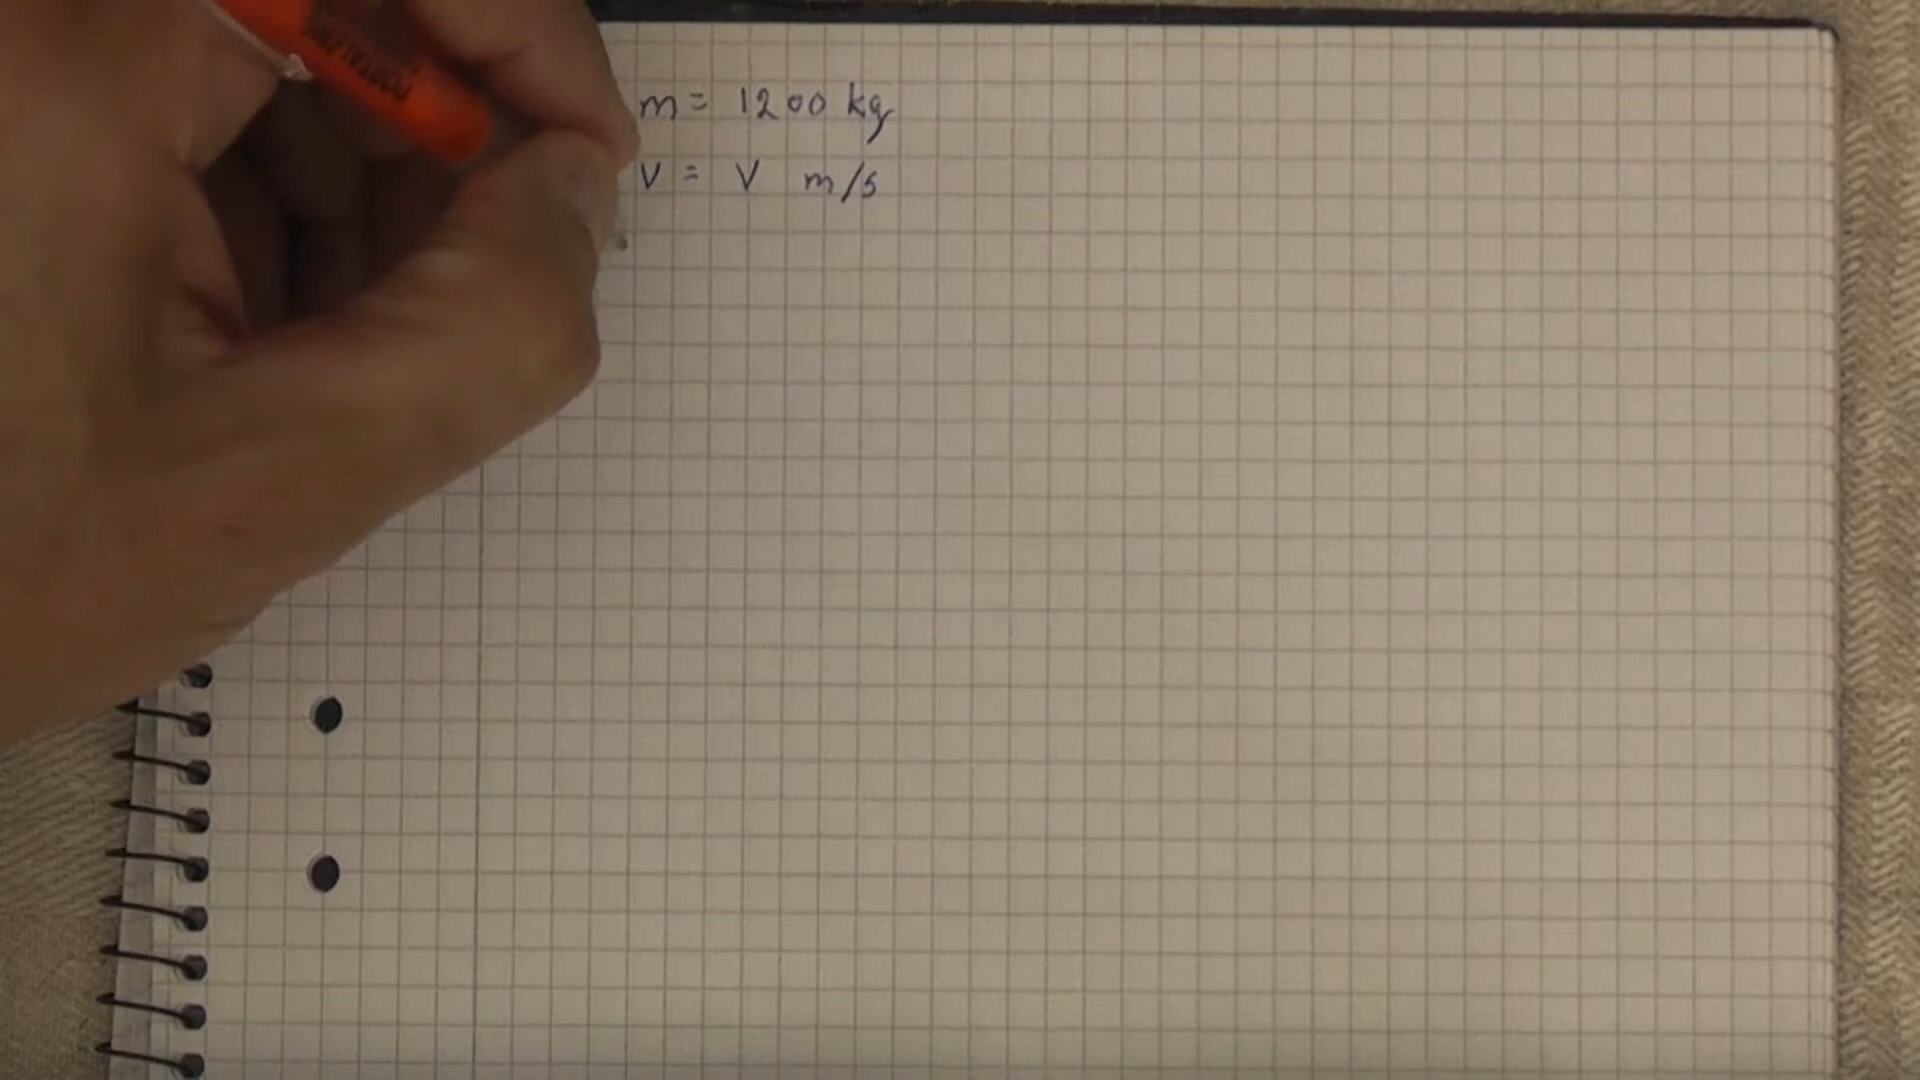 m = 1200 kg
v = v m/s